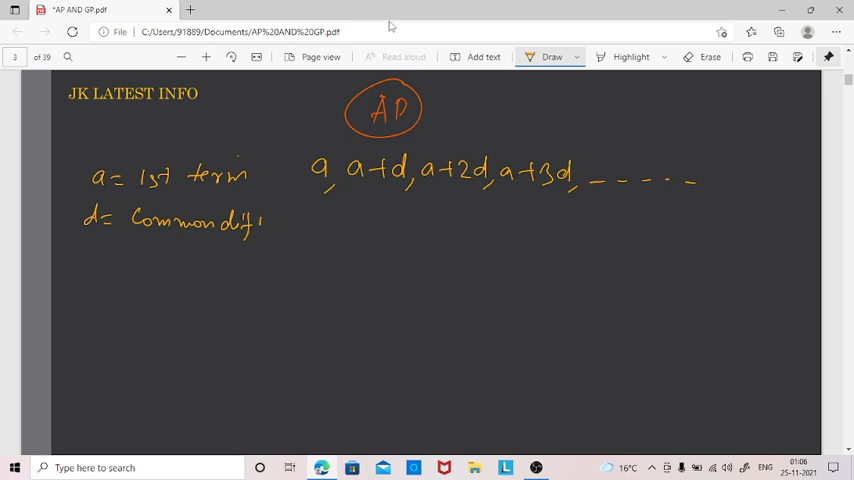 *AP AND GP.pdf
File C:/Users/91889/Documents/AP%20AND%20GP.pdf
3 of 39 Page view Read aloud Add text Draw Highlight Erase
JK LATEST INFO
AP
a = 1st term a, a+d, a+2d, a+3d, -----
d = Common diff
Type here to search L 16°C ENG 01:06
25-11-2021